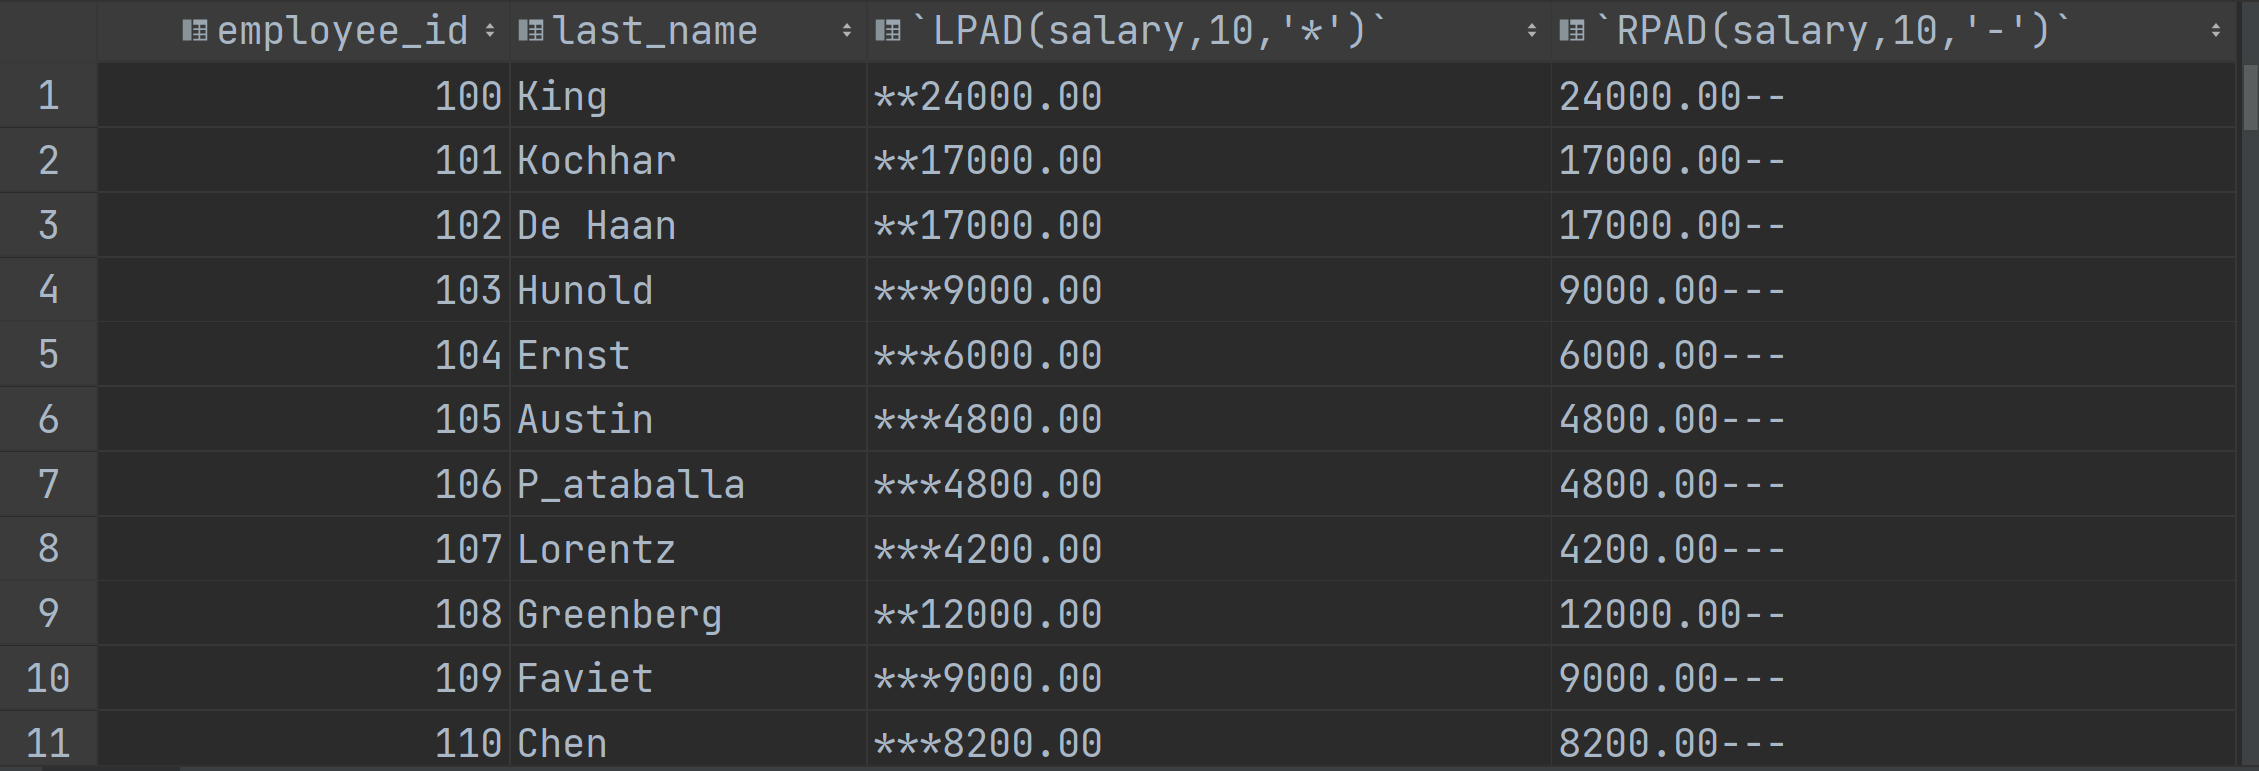 employee_id last_name `LPAD(salary,10,'*')` `RPAD(salary,10,'-')`
1 100 King **24000.00 24000.00--
2 101 Kochhar **17000.00 17000.00--
3 102 De Haan **17000.00 17000.00--
4 103 Hunold ***9000.00 9000.00---
5 104 Ernst ***6000.00 6000.00---
6 105 Austin ***4800.00 4800.00---
7 106 P_ataballa ***4800.00 4800.00---
8 107 Lorentz ***4200.00 4200.00---
9 108 Greenberg **12000.00 12000.00--
10 109 Faviet ***9000.00 9000.00---
11 110 Chen ***8200.00 8200.00---